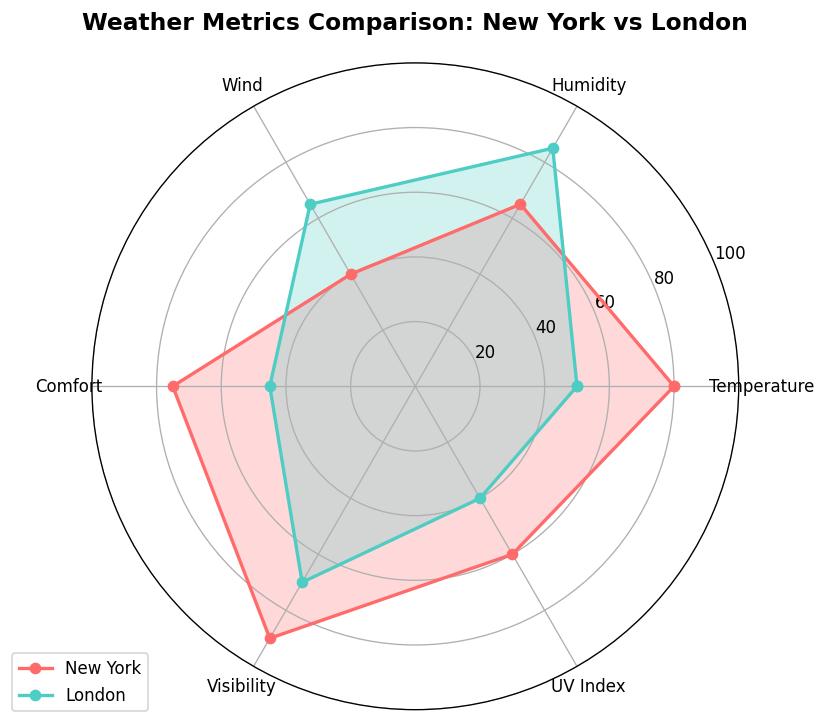 Weather Metrics Comparison: New York vs London
Wind
Humidity
100
80
60
40
20
Comfort
Temperature
Visibility
UV Index
New York
London